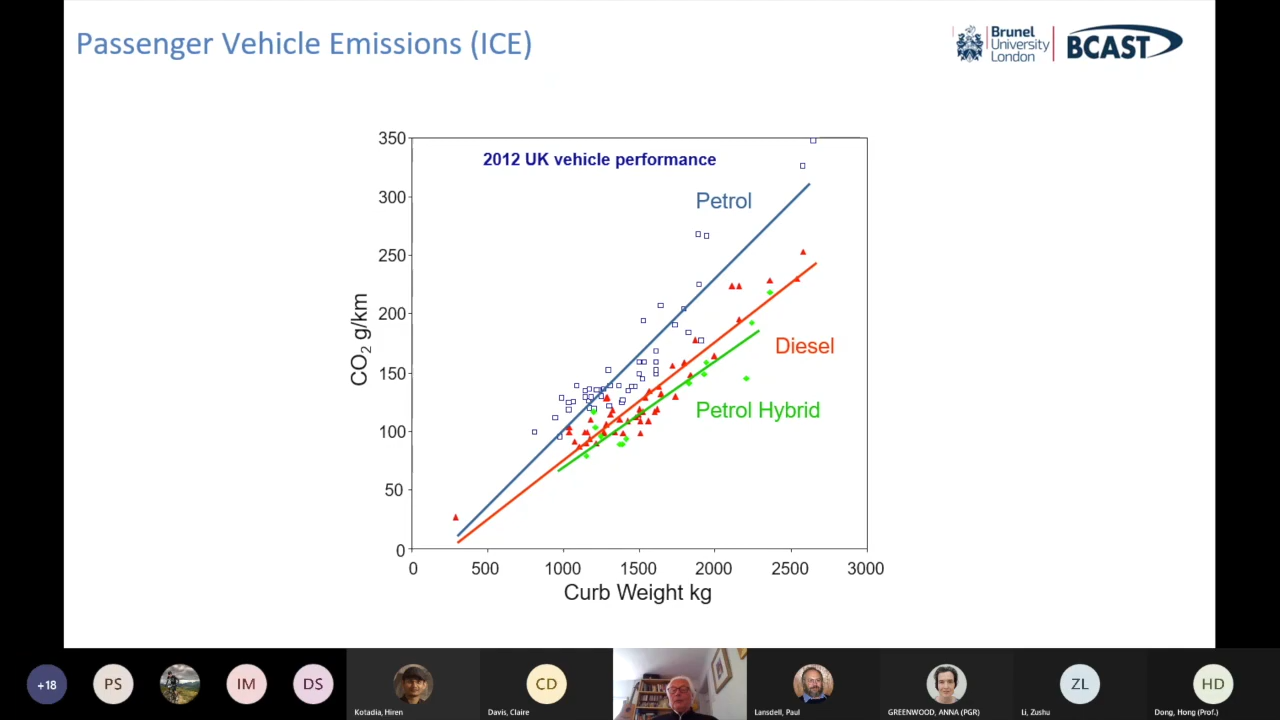 Passenger Vehicle Emissions (ICE)
Brunel
University
London
BCAST
350
300
250
200
150
100
50
0
CO2 g/km
2012 UK vehicle performance
Petrol
Diesel
Petrol Hybrid
0 500 1000 1500 2000 2500 3000
Curb Weight kg
+18 PS IM DS CD ZL HD
Kotadia, Hiren Davis, Claire Lansdell, Paul GREENWOOD, ANNA (PGR) Li, Zushu Dong, Hong (Prof.)